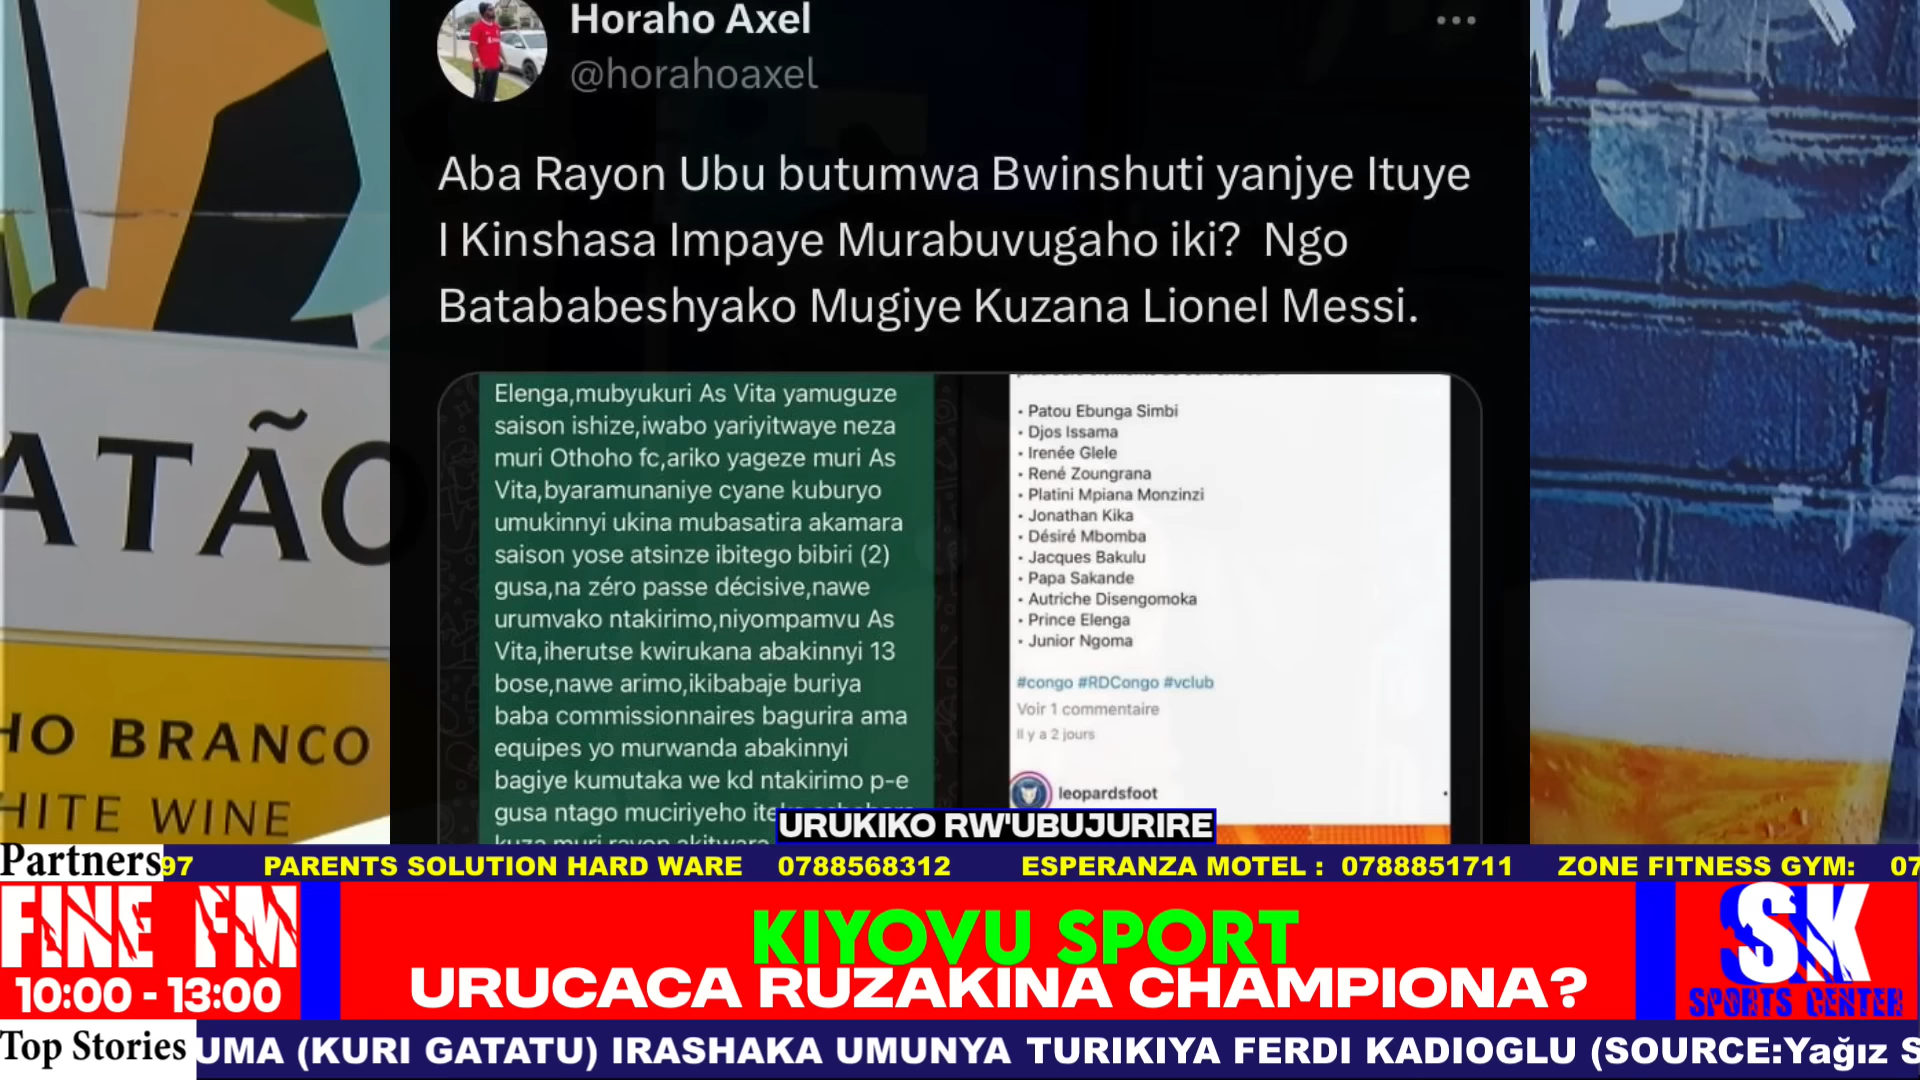 Horaho Axel
@horahoaxel
Aba Rayon Ubu butumwa Bwinshuti yanjye Ituye
I Kinshasa Impaye Murabuvugaho iki? Ngo
Batababeshyako Mugiye Kuzana Lionel Messi.
Elenga,mubyukuri As Vita yamuguze
saison ishize,iwabo yariyitwaye neza
muri Othoho fc,ariko yageze muri As
Vita,byaramunaniye cyane kuburyo
umukinnyi ukina mubasatira akamara
saison yose atsinze ibitego bibiri (2)
gusa,na zéro passe décisive,nawe
urumvako ntakirimo,niyompamvu As
Vita,iherutse kwirukana abakinnyi 13
bose,nawe arimo,ikibabaje buriya
baba commissionnaires bagurira ama
equipes yo murwanda abakinnyi
bagiye kumutaka we kd ntakirimo p-e
gusa ntago muciriyeho
• Patou Ebunga Simbi
• Djos Issama
• Irenée Glele
• René Zoungrana
• Platini Mpiana Monzinzi
• Jonathan Kika
• Désiré Mbomba
• Jacques Bakulu
• Papa Sakande
• Autriche Disengomoka
• Prince Elenga
• Junior Ngoma
#congo #RDCongo #vclub
Voir 1 commentaire
Il y a 2 jours
leopardsfoot
ATÃO
HO BRANCO
HITE WINE
URUKIKO RW'UBUJURIRE
Partners
97 PARENTS SOLUTION HARD WARE 0788568312 ESPERANZA MOTEL : 0788851711 ZONE FITNESS GYM: 07
FINE FM
10:00 - 13:00
KIYOVU SPORT
URUCACA RUZAKINA CHAMPIONA?
SK
SPORTS CENTER
Top Stories
UMA (KURI GATATU) IRASHAKA UMUNYA TURIKIYA FERDI KADIOGLU (SOURCE:Yağız S